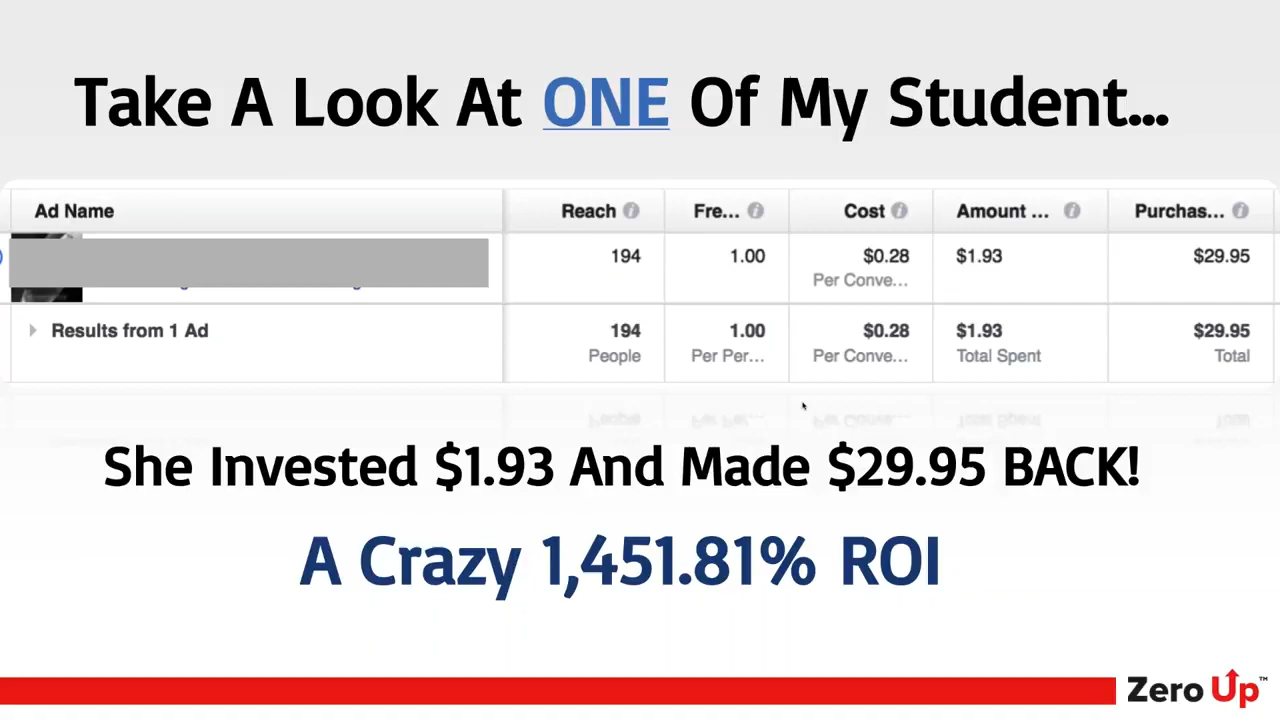 Take A Look At ONE Of My Student...
Ad Name Reach Fre... Cost Amount ... Purchas...
194 1.00 $0.28 $1.93 $29.95
Per Conve...
Results from 1 Ad 194 1.00 $0.28 $1.93 $29.95
People Per Per... Per Conve... Total Spent Total
She Invested $1.93 And Made $29.95 BACK!
A Crazy 1,451.81% ROI
Zero Up™